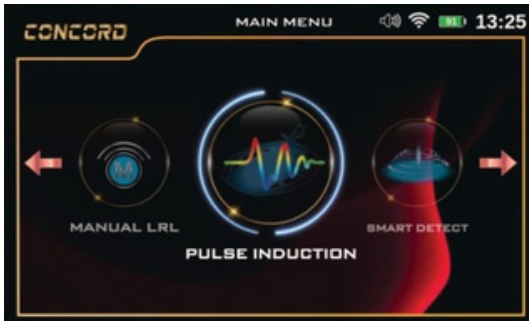 CONCORD
MAIN MENU
91
13:25
M
MANUAL LRL
SMART DETECT
PULSE INDUCTION